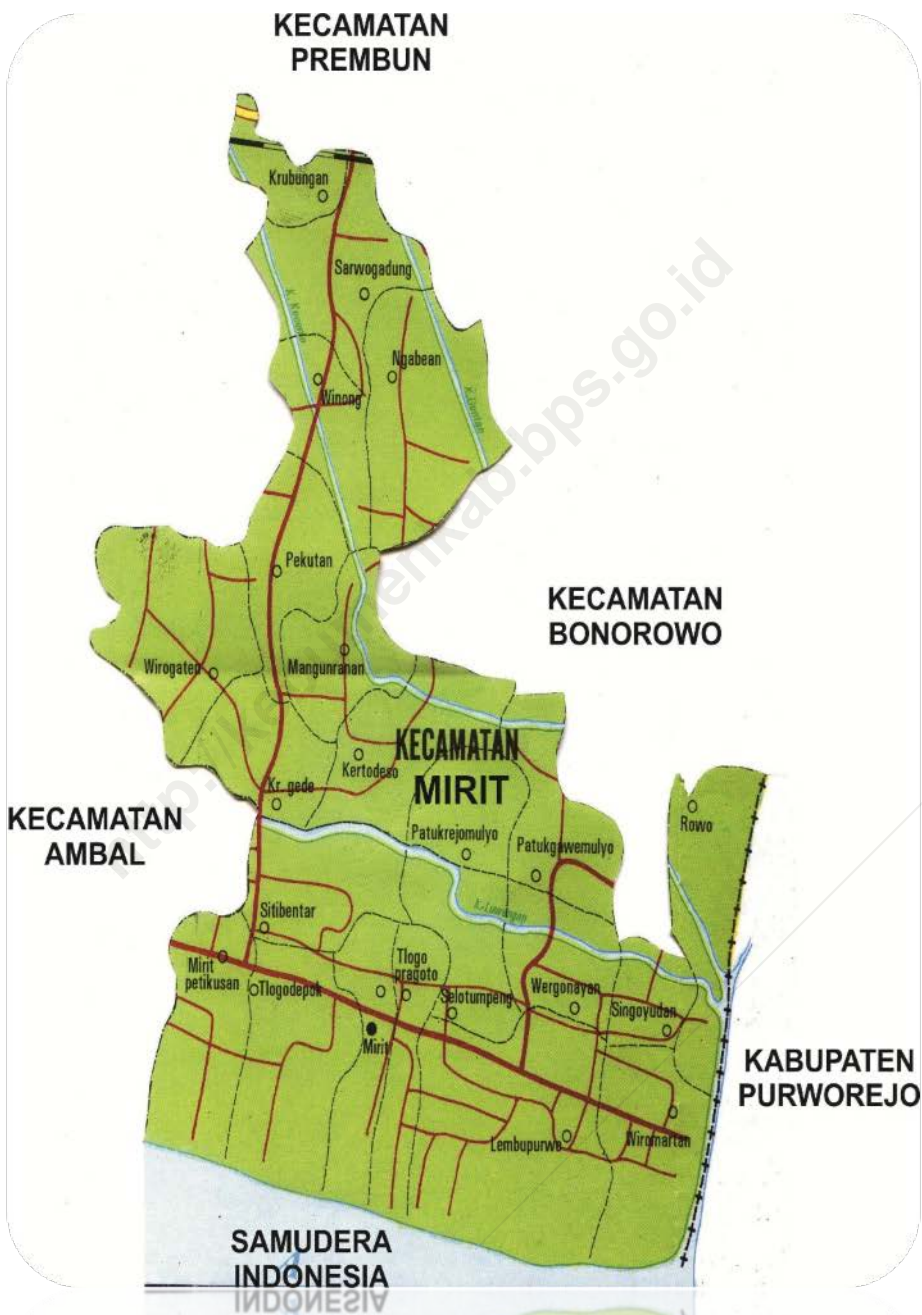 KECAMATAN
PREMBUN
Krubungan
Sarwogadung
Ngabean
Winong
Pekutan
KECAMATAN
BONOROWO
Wirogaten
Mangunranan
KECAMATAN
MIRIT
Kertodeso
Kr. gede
KECAMATAN
AMBAL
Rowo
Patukrejomulyo
Patukgawemulyo
Sitibentar
Mirit
petikusan
Tlogodepok
Tlogo
pragoto
Selotumpeng
Wergonayan
Singoyudan
Mirit
KABUPATEN
PURWOREJO
Lembupurwo
Wiromartan
SAMUDERA
INDONESIA